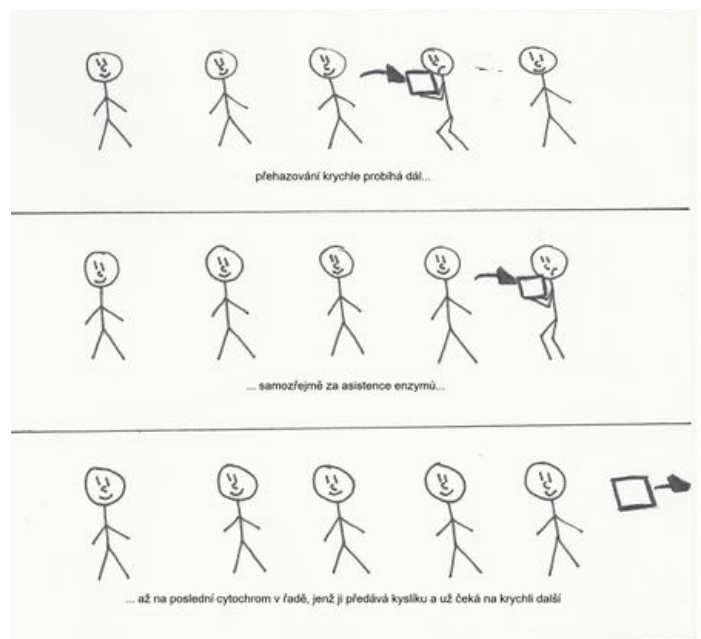 přehazování krychle probíhá dál...
... samozřejmě za asistence enzymů...
... až na poslední cytochrom v řadě, jenž ji předává kyslíku a už čeká na krychli další